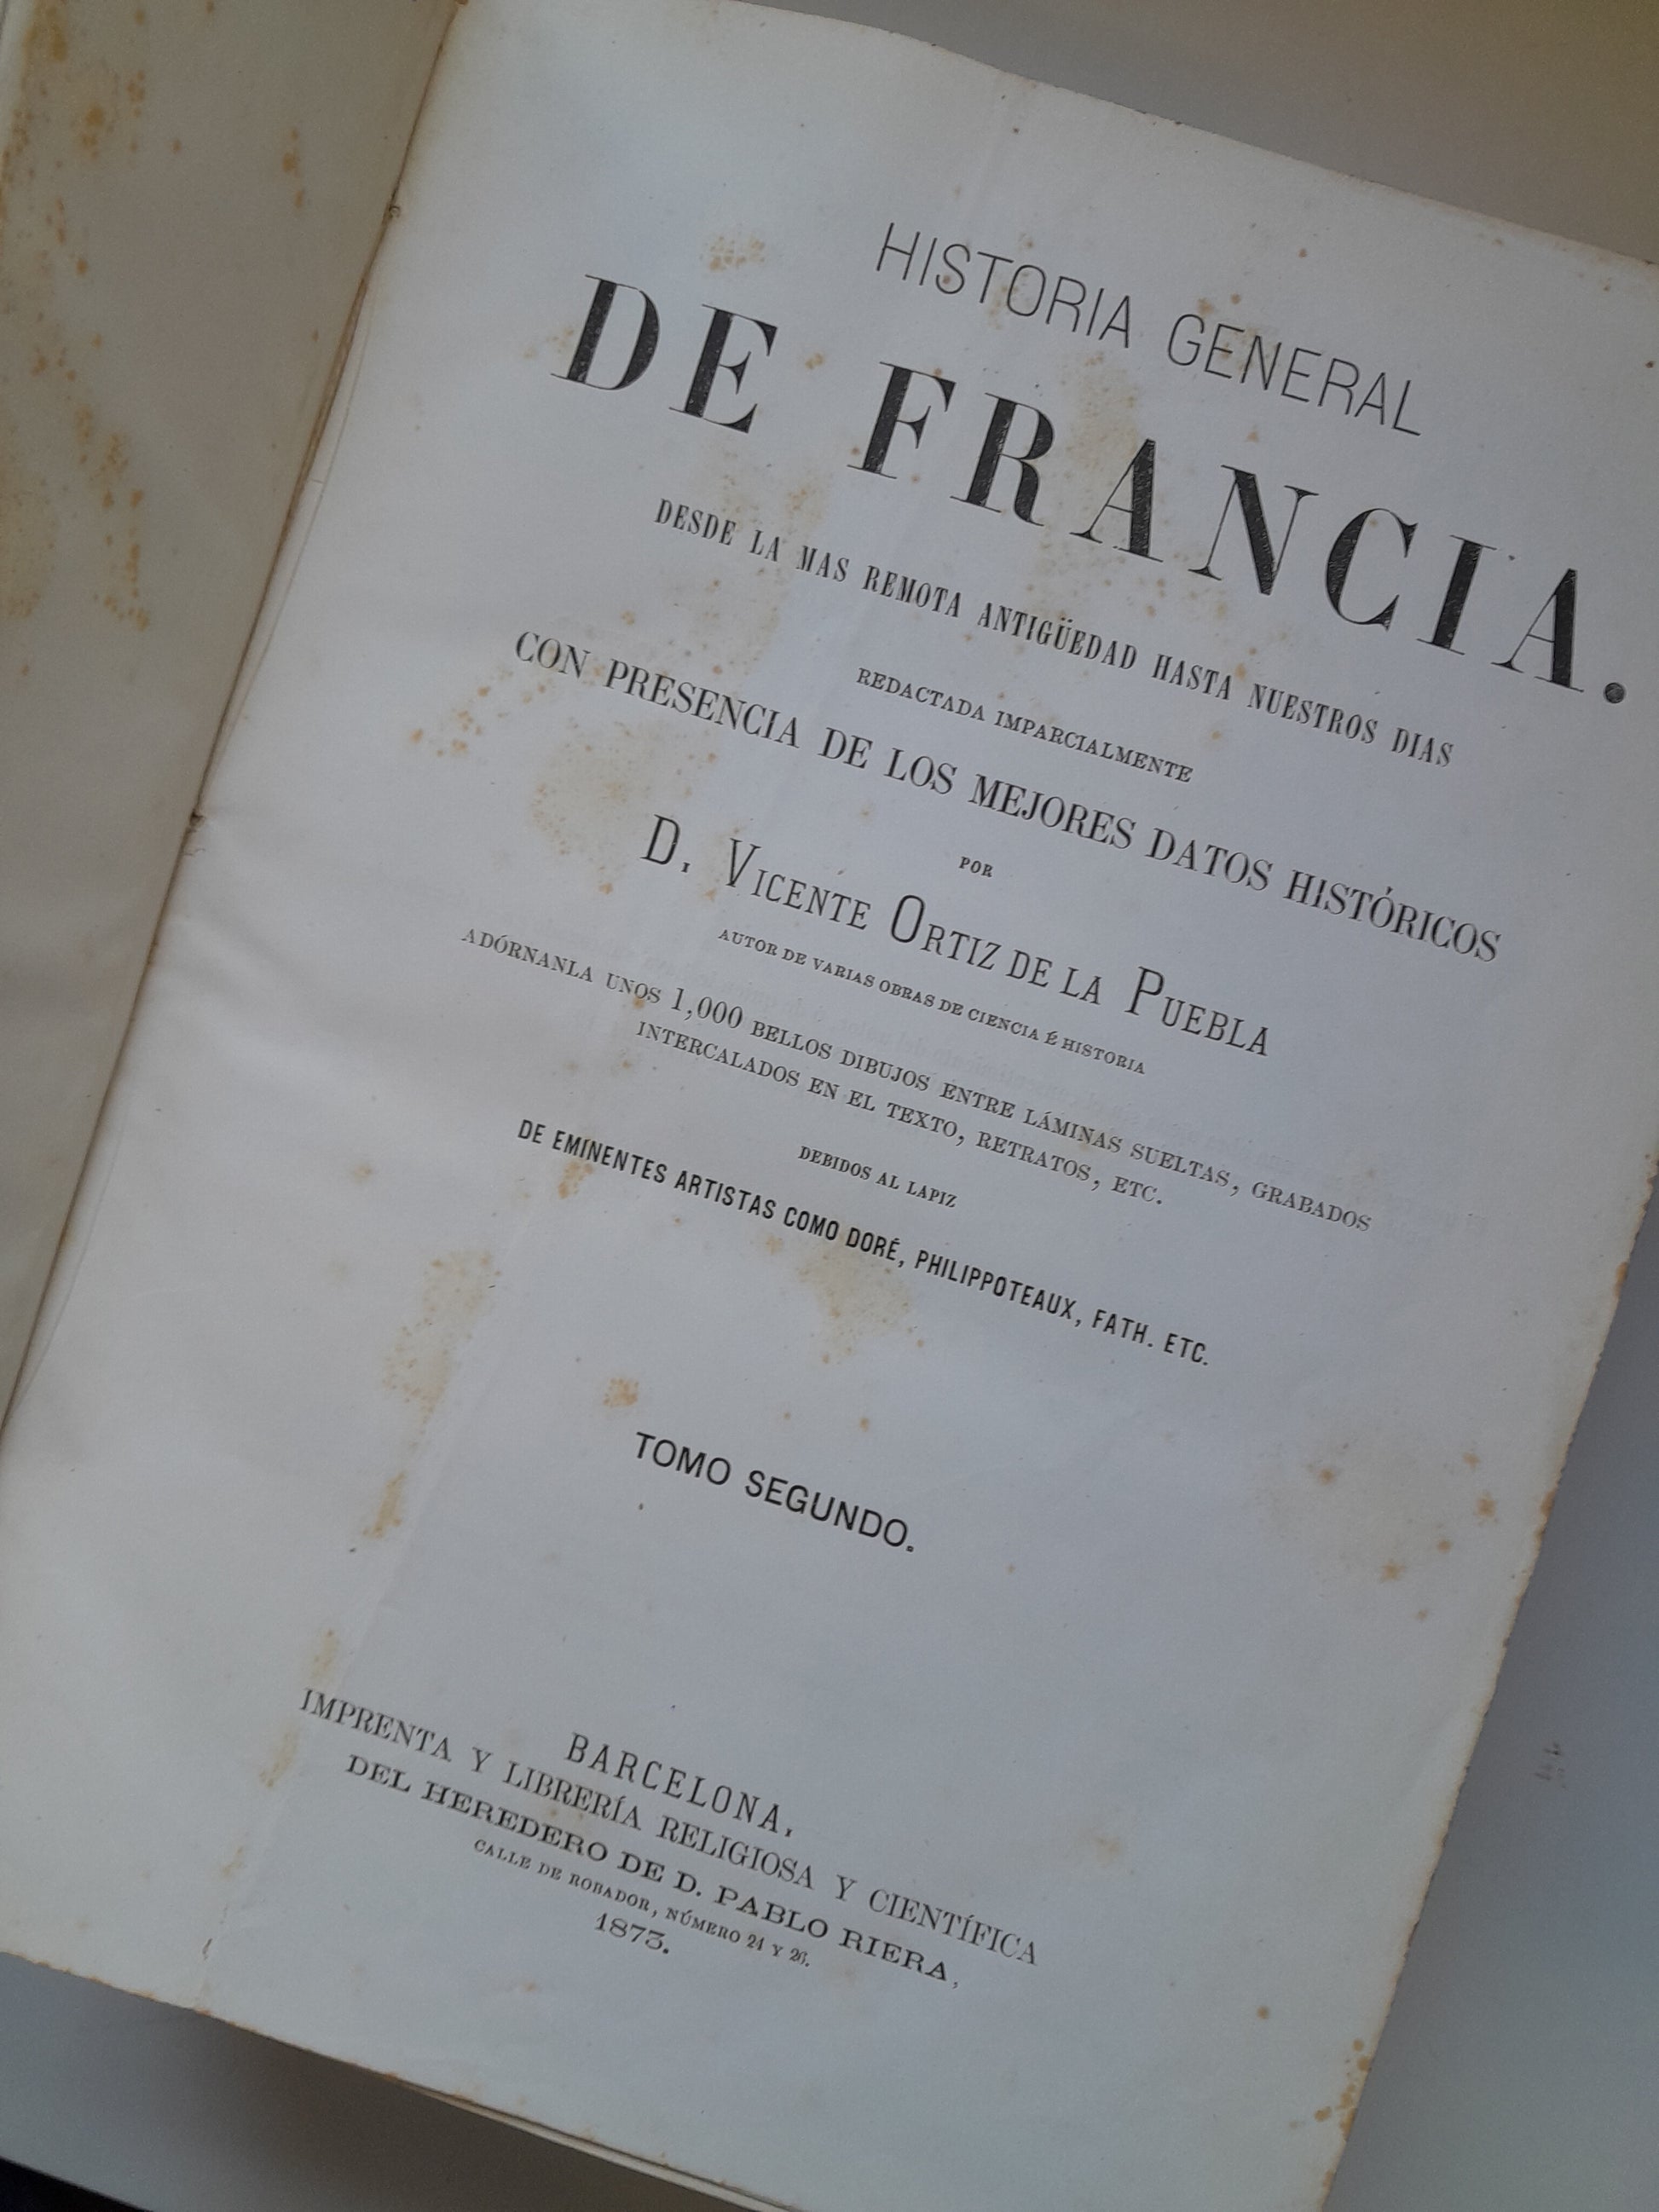 HISTORIA GENERAL
DE FRANCIA.
DESDE LA MAS REMOTA ANTIGÜEDAD HASTA NUESTROS DIAS
REDACTADA IMPARCIALMENTE
CON PRESENCIA DE LOS MEJORES DATOS HISTÓRICOS
POR
D. VICENTE ORTIZ DE LA PUEBLA
AUTOR DE VARIAS OBRAS DE CIENCIA É HISTORIA
ADÓRNANLA UNOS 1,000 BELLOS DIBUJOS ENTRE LÁMINAS SUELTAS, GRABADOS
INTERCALADOS EN EL TEXTO, RETRATOS, ETC.
DEBIDOS AL LAPIZ
DE EMINENTES ARTISTAS COMO DORÉ, PHILIPPOTEAUX, FATH. ETC.
TOMO SEGUNDO.
BARCELONA,
IMPRENTA Y LIBRERÍA RELIGIOSA Y CIENTÍFICA
DEL HEREDERO DE D. PABLO RIERA,
CALLE DE ROBADOR, NÚMERO 24 Y 26.
1873.